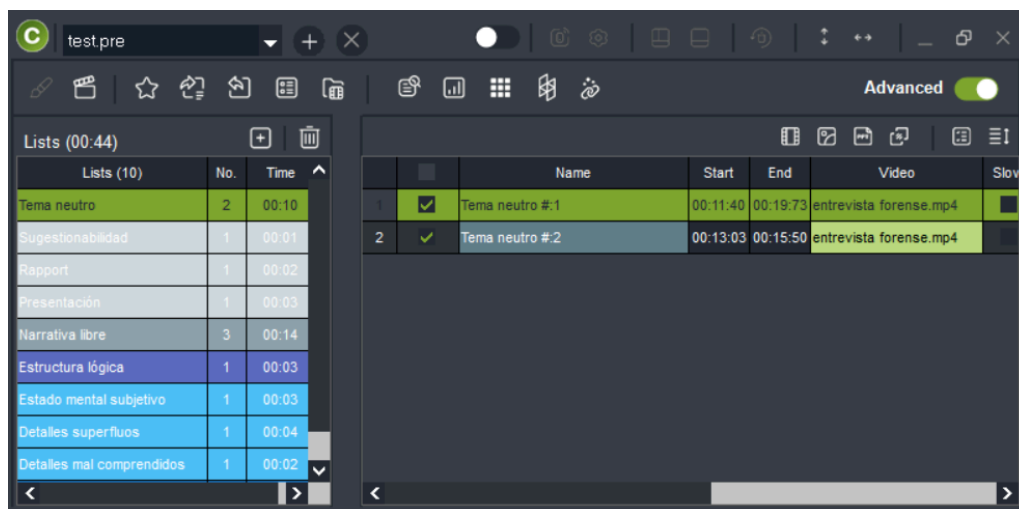 C
test.pre
Advanced
Lists (00:44)
Lists (10) No. Time
Tema neutro 2 00:10
Sugestionabilidad 1 00:01
Rapport 1 00:02
Presentación 1 00:03
Narrativa libre 3 00:14
Estructura lógica 1 00:03
Estado mental subjetivo 1 00:03
Detalles superfluos 1 00:04
Detalles mal comprendidos 1 00:02
Name Start End Video Slow
1 Tema neutro #:1 00:11:40 00:19:73 entrevista forense.mp4
2 Tema neutro #:2 00:13:03 00:15:50 entrevista forense.mp4